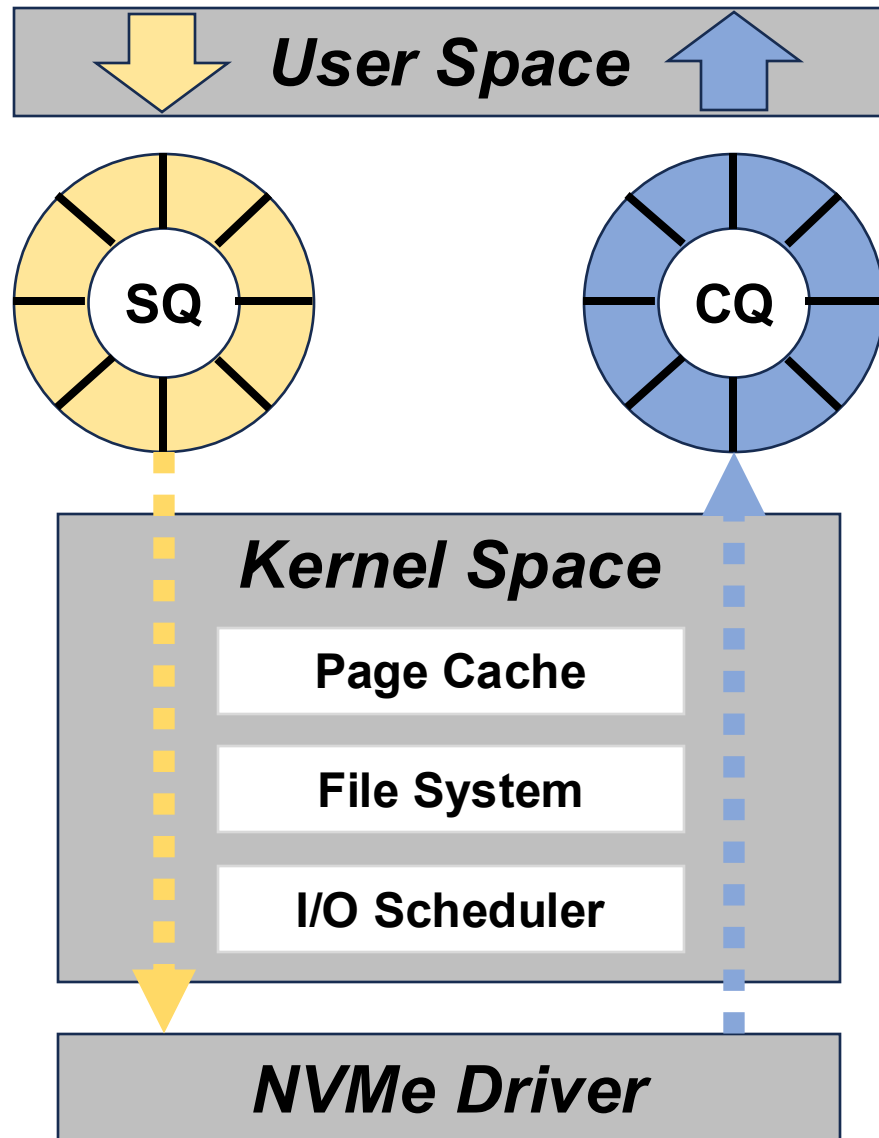 User Space
SQ
CQ
Kernel Space
Page Cache
File System
I/O Scheduler
NVMe Driver